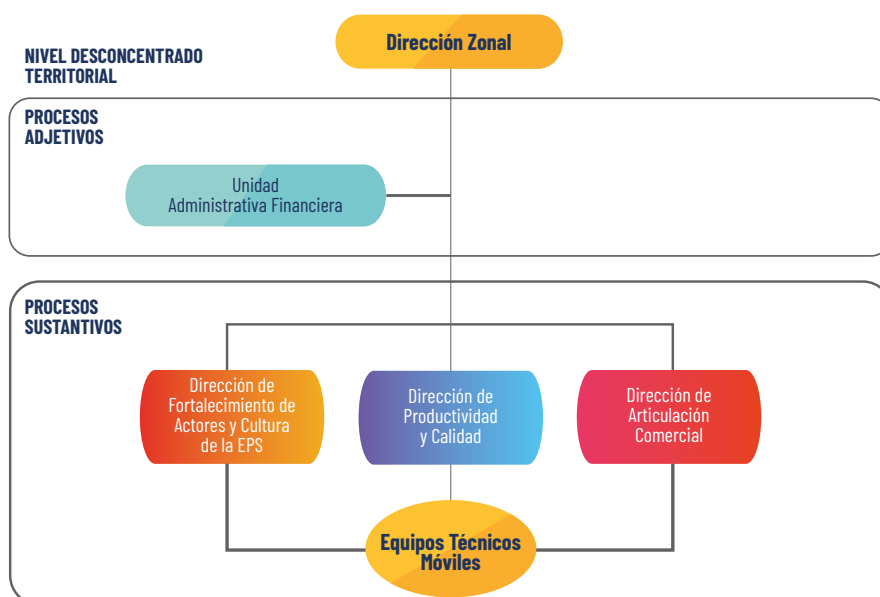 Dirección Zonal
NIVEL DESCONCENTRADO
TERRITORIAL
PROCESOS
ADJETIVOS
Unidad
Administrativa Financiera
PROCESOS
SUSTANTIVOS
Dirección de
Fortalecimiento de
Actores y Cultura
de la EPS
Dirección de
Productividad
y Calidad
Dirección de
Articulación
Comercial
Equipos Técnicos
Móviles